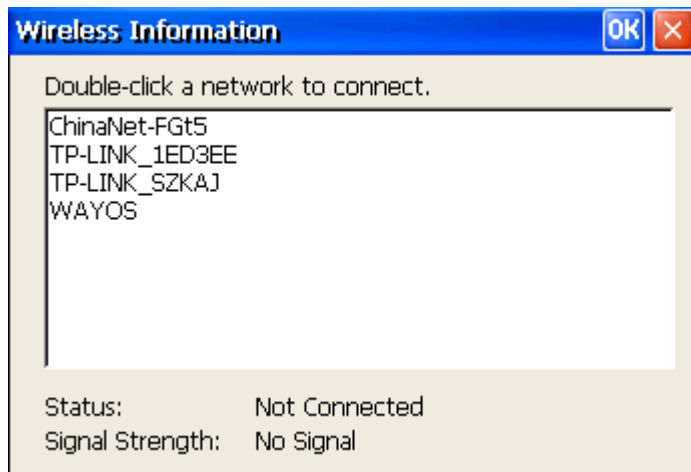 Wireless Information OK
Double-click a network to connect.
ChinaNet-FGt5
TP-LINK_1ED3EE
TP-LINK_SZKAJ
WAYOS
Status: Not Connected
Signal Strength: No Signal